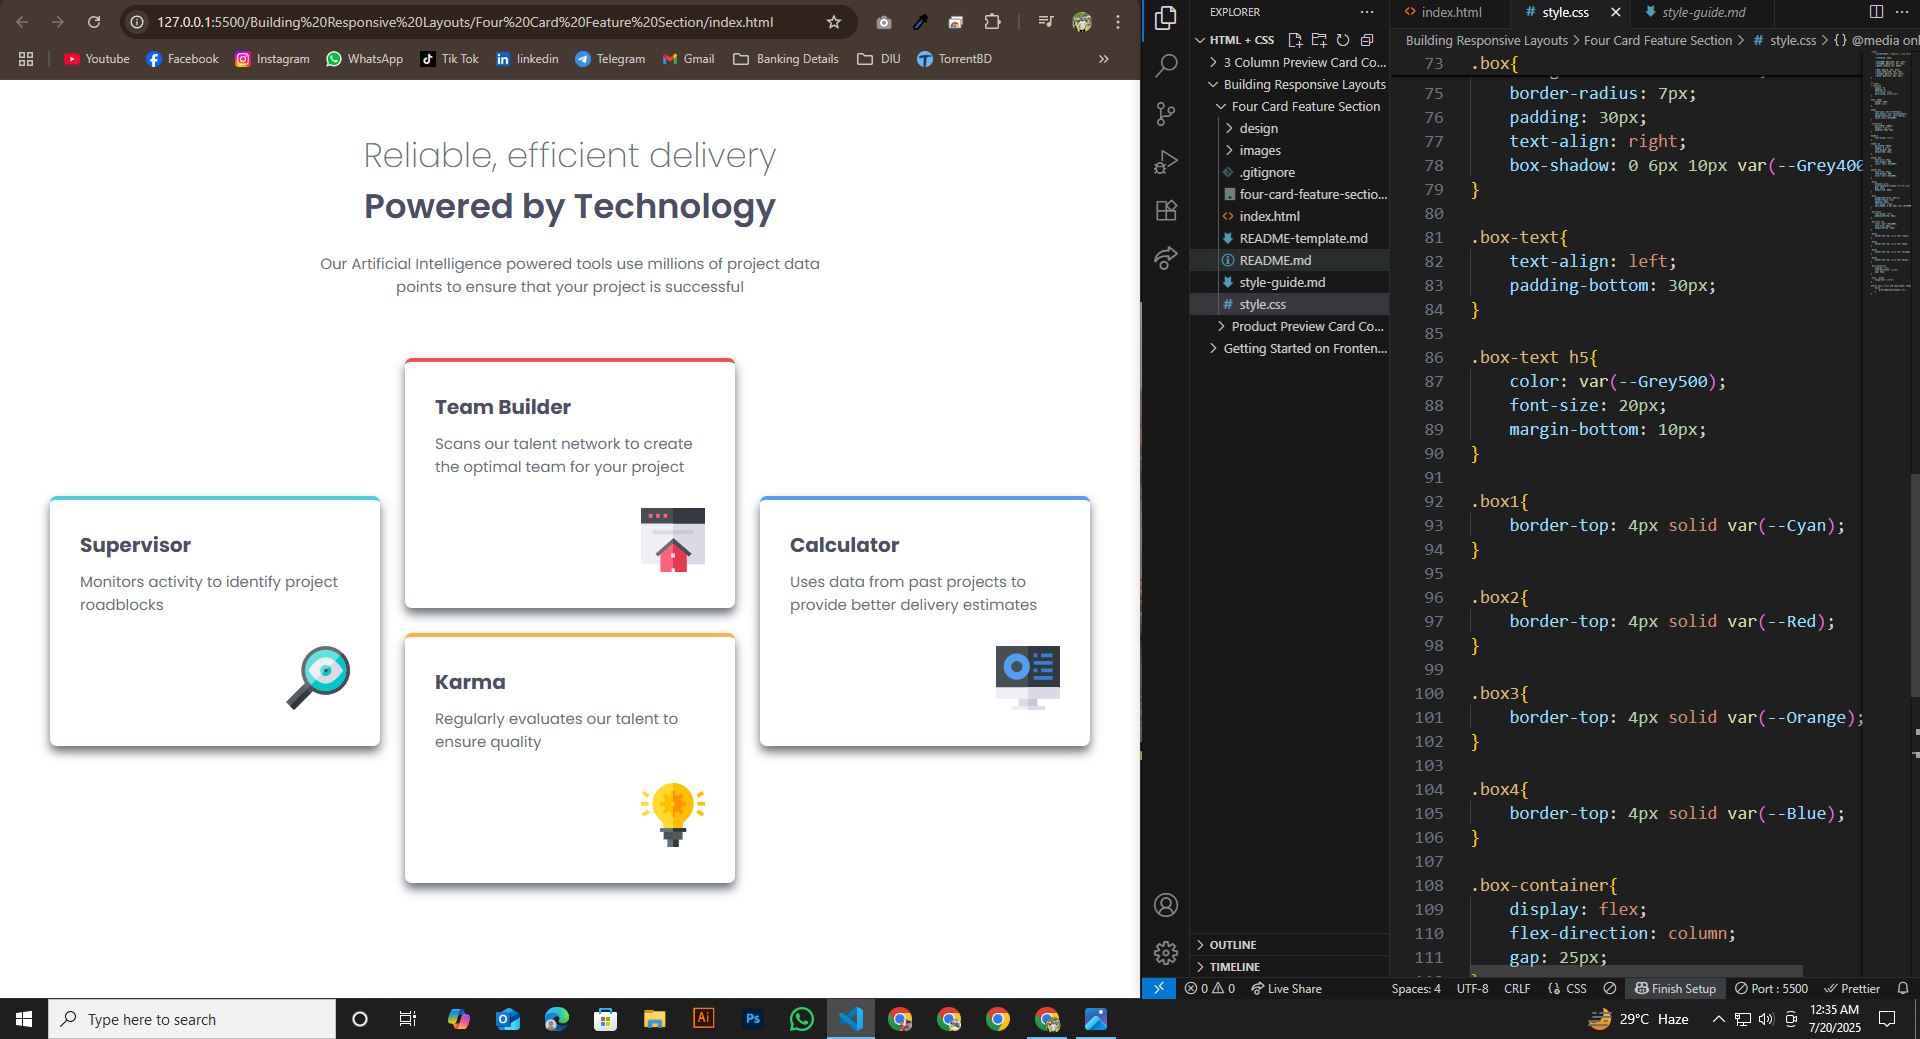 127.0.0.1:5500/Building%20Responsive%20Layouts/Four%20Card%20Feature%20Section/index.html
Youtube
Facebook
Instagram
WhatsApp
Tik Tok
linkedin
Telegram
Gmail
Banking Details
DIU
TorrentBD
Reliable, efficient delivery
Powered by Technology
Our Artificial Intelligence powered tools use millions of project data
points to ensure that your project is successful
Team Builder
Scans our talent network to create
the optimal team for your project
Supervisor
Monitors activity to identify project
roadblocks
Calculator
Uses data from past projects to
provide better delivery estimates
Karma
Regularly evaluates our talent to
ensure quality
EXPLORER
HTML + CSS
3 Column Preview Card Co...
Building Responsive Layouts
Four Card Feature Section
design
images
.gitignore
four-card-feature-sectio...
index.html
README-template.md
README.md
style-guide.md
style.css
Product Preview Card Co...
Getting Started on Fronten...
OUTLINE
TIMELINE
index.html
style.css
style-guide.md
Building Responsive Layouts > Four Card Feature Section > # style.css > {} @media onl
73 .box{
75 border-radius: 7px;
76 padding: 30px;
77 text-align: right;
78 box-shadow: 0 6px 10px var(--Grey400
79 }
80
81 .box-text{
82 text-align: left;
83 padding-bottom: 30px;
84 }
85
86 .box-text h5{
87 color: var(--Grey500);
88 font-size: 20px;
89 margin-bottom: 10px;
90 }
91
92 .box1{
93 border-top: 4px solid var(--Cyan);
94 }
95
96 .box2{
97 border-top: 4px solid var(--Red);
98 }
99
100 .box3{
101 border-top: 4px solid var(--Orange);
102 }
103
104 .box4{
105 border-top: 4px solid var(--Blue);
106 }
107
108 .box-container{
109 display: flex;
110 flex-direction: column;
111 gap: 25px;
0 0 Live Share
Spaces: 4 UTF-8 CRLF {} CSS Finish Setup Port : 5500 Prettier
Type here to search
Ai
Ps
29°C Haze
12:35 AM
7/20/2025